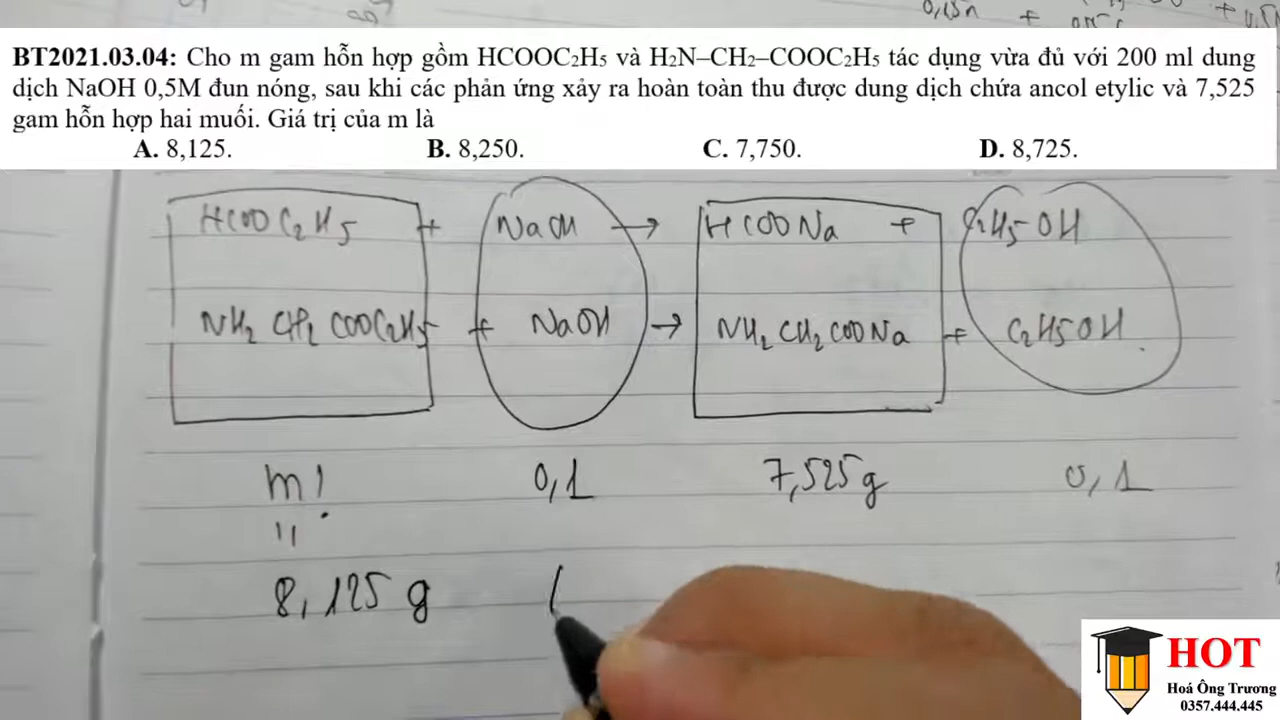 0,15n +
BT2021.03.04: Cho m gam hỗn hợp gồm HCOOC2H5 và H2N–CH2–COOC2H5 tác dụng vừa đủ với 200 ml dung
dịch NaOH 0,5M đun nóng, sau khi các phản ứng xảy ra hoàn toàn thu được dung dịch chứa ancol etylic và 7,525
gam hỗn hợp hai muối. Giá trị của m là
A. 8,125. B. 8,250. C. 7,750. D. 8,725.
HCOOC2H5 + NaOH → HCOONa + C2H5OH
NH2 CH2 COOC2H5 + NaOH → NH2 CH2 COONa + C2H5OH
m? 0,1 7,525g 0,1
8,125 g (
HOT
Hoá Ông Trương
0357.444.445